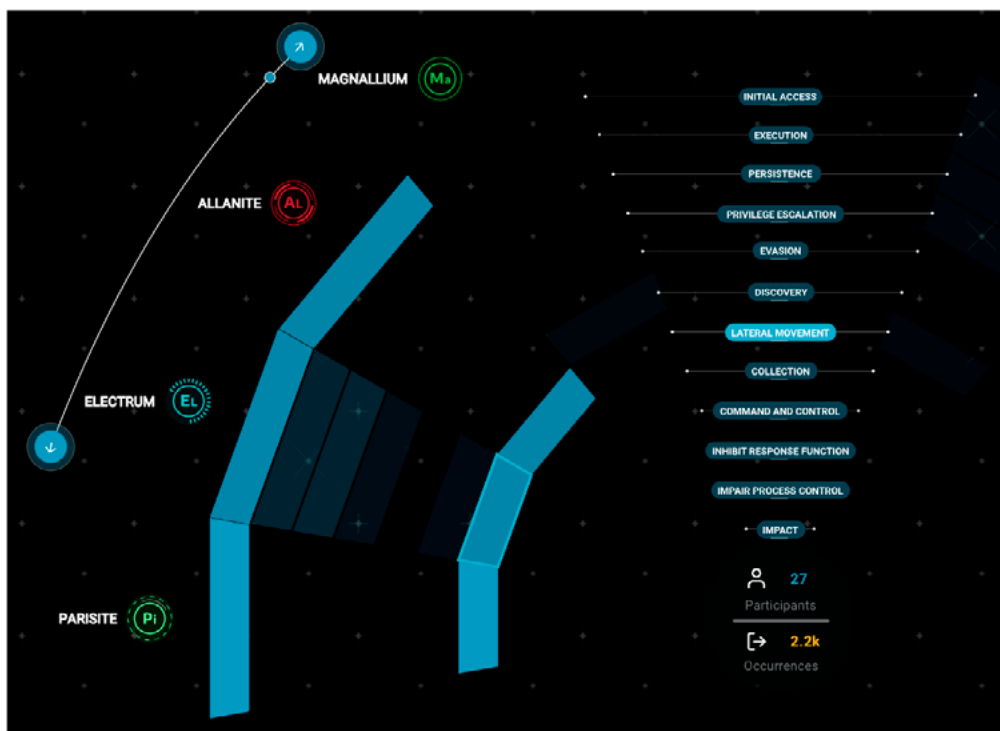 MAGNALLIUM Ma
ALLANITE AL
ELECTRUM EL
PARISITE Pi
INITIAL ACCESS
EXECUTION
PERSISTENCE
PRIVILEGE ESCALATION
EVASION
DISCOVERY
LATERAL MOVEMENT
COLLECTION
COMMAND AND CONTROL
INHIBIT RESPONSE FUNCTION
IMPAIR PROCESS CONTROL
IMPACT
27
Participants
2.2k
Occurrences